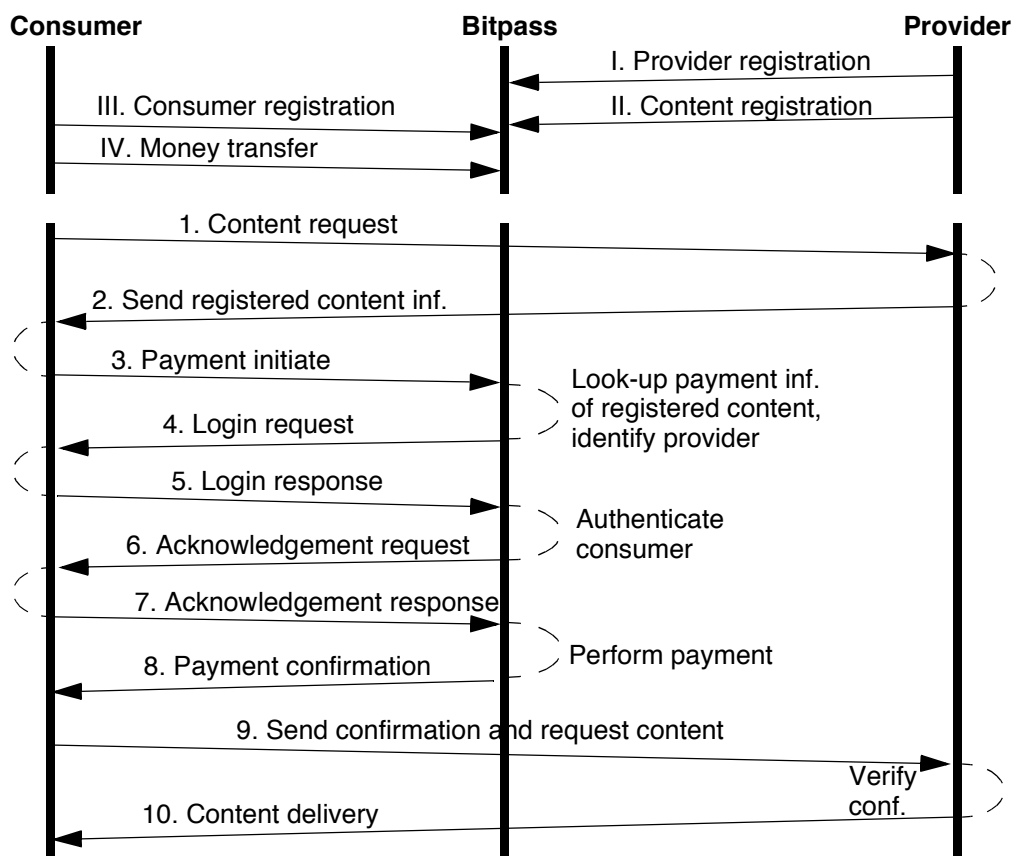 Consumer Bitpass Provider
I. Provider registration
III. Consumer registration
II. Content registration
IV. Money transfer
1. Content request
2. Send registered content inf.
3. Payment initiate
Look-up payment inf.
of registered content,
identify provider
4. Login request
5. Login response
Authenticate
consumer
6. Acknowledgement request
7. Acknowledgement response
Perform payment
8. Payment confirmation
9. Send confirmation and request content
Verify
conf.
10. Content delivery